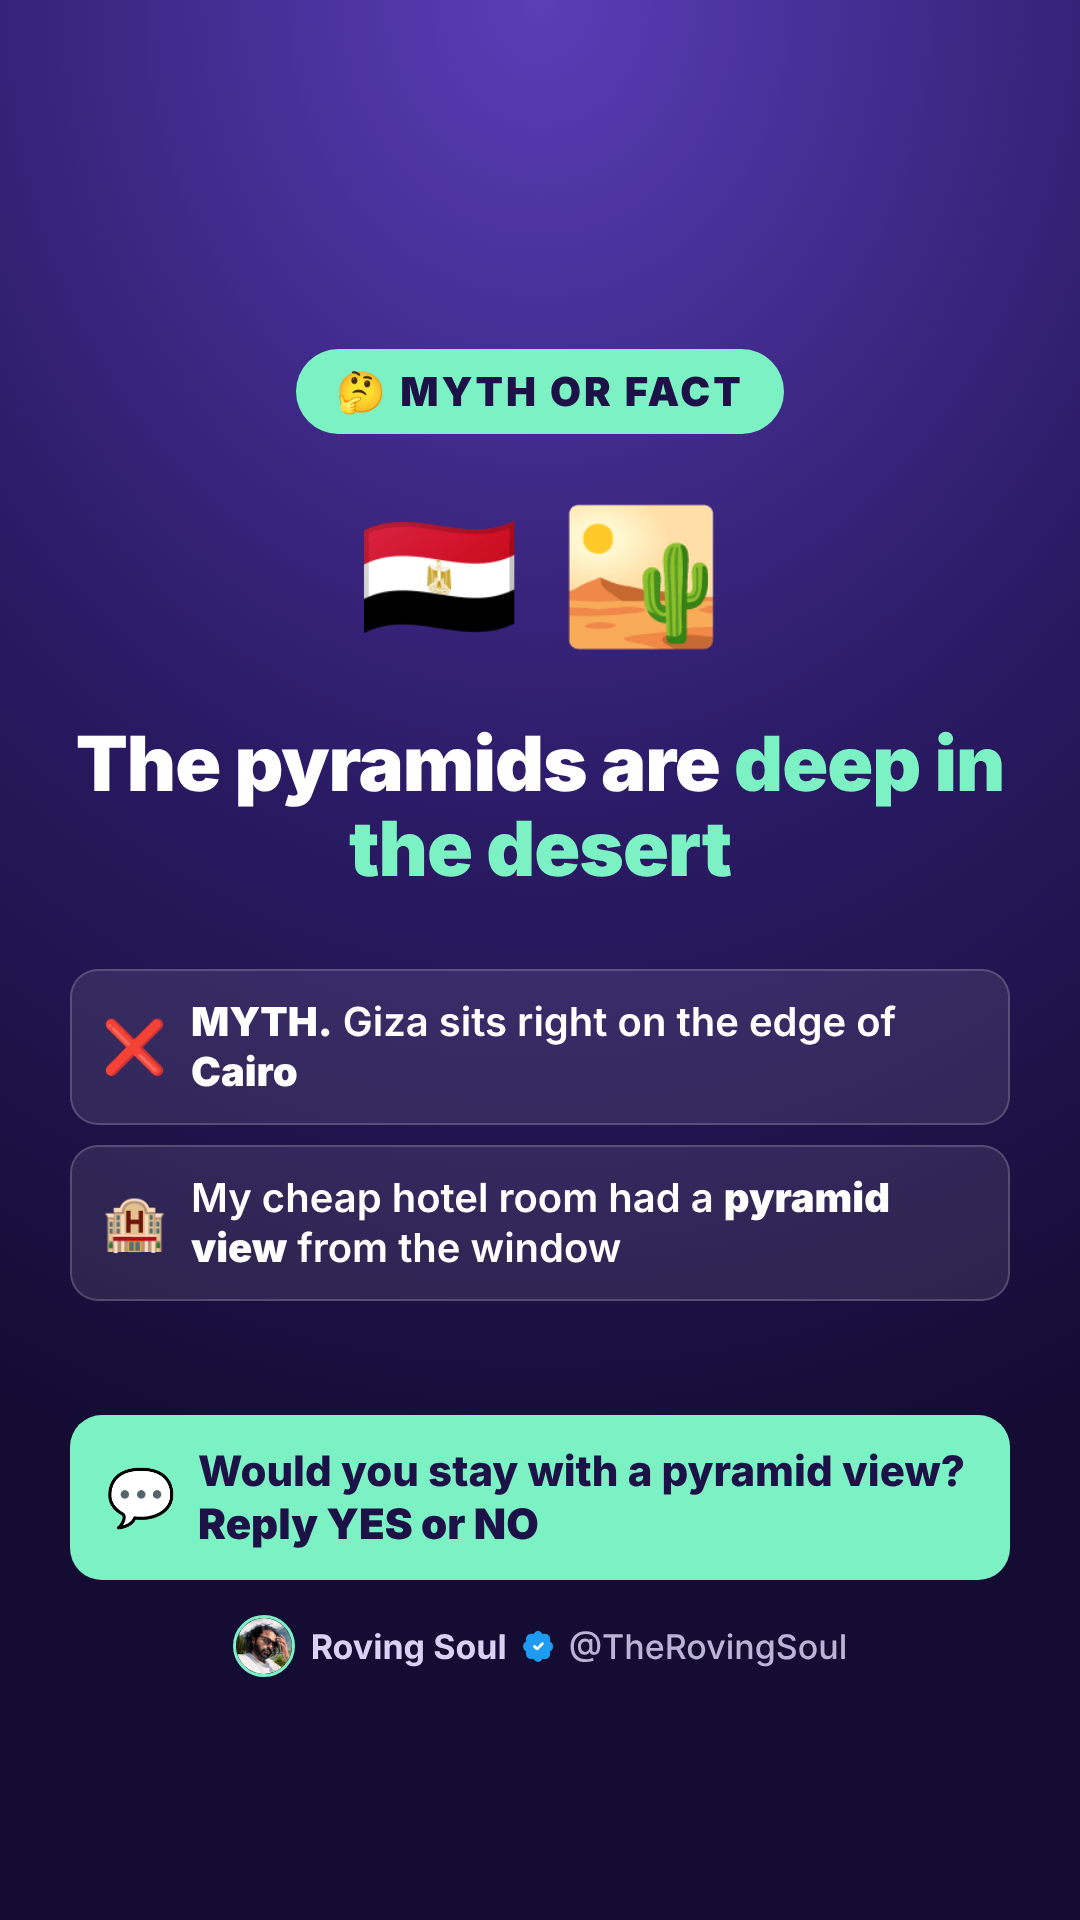 🤔 MYTH OR FACT
The pyramids are deep in
the desert
❌ MYTH. Giza sits right on the edge of
Cairo
🏨 My cheap hotel room had a pyramid
view from the window
💬 Would you stay with a pyramid view?
Reply YES or NO
Roving Soul @TheRovingSoul